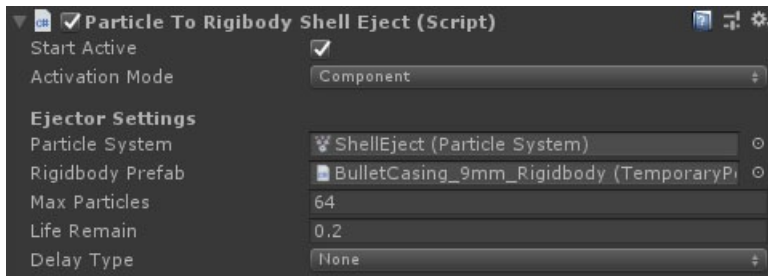 Particle To Rigibody Shell Eject (Script)
Start Active
Activation Mode Component
Ejector Settings
Particle System ShellEject (Particle System)
Rigidbody Prefab BulletCasing_9mm_Rigidbody (TemporaryP
Max Particles 64
Life Remain 0.2
Delay Type None